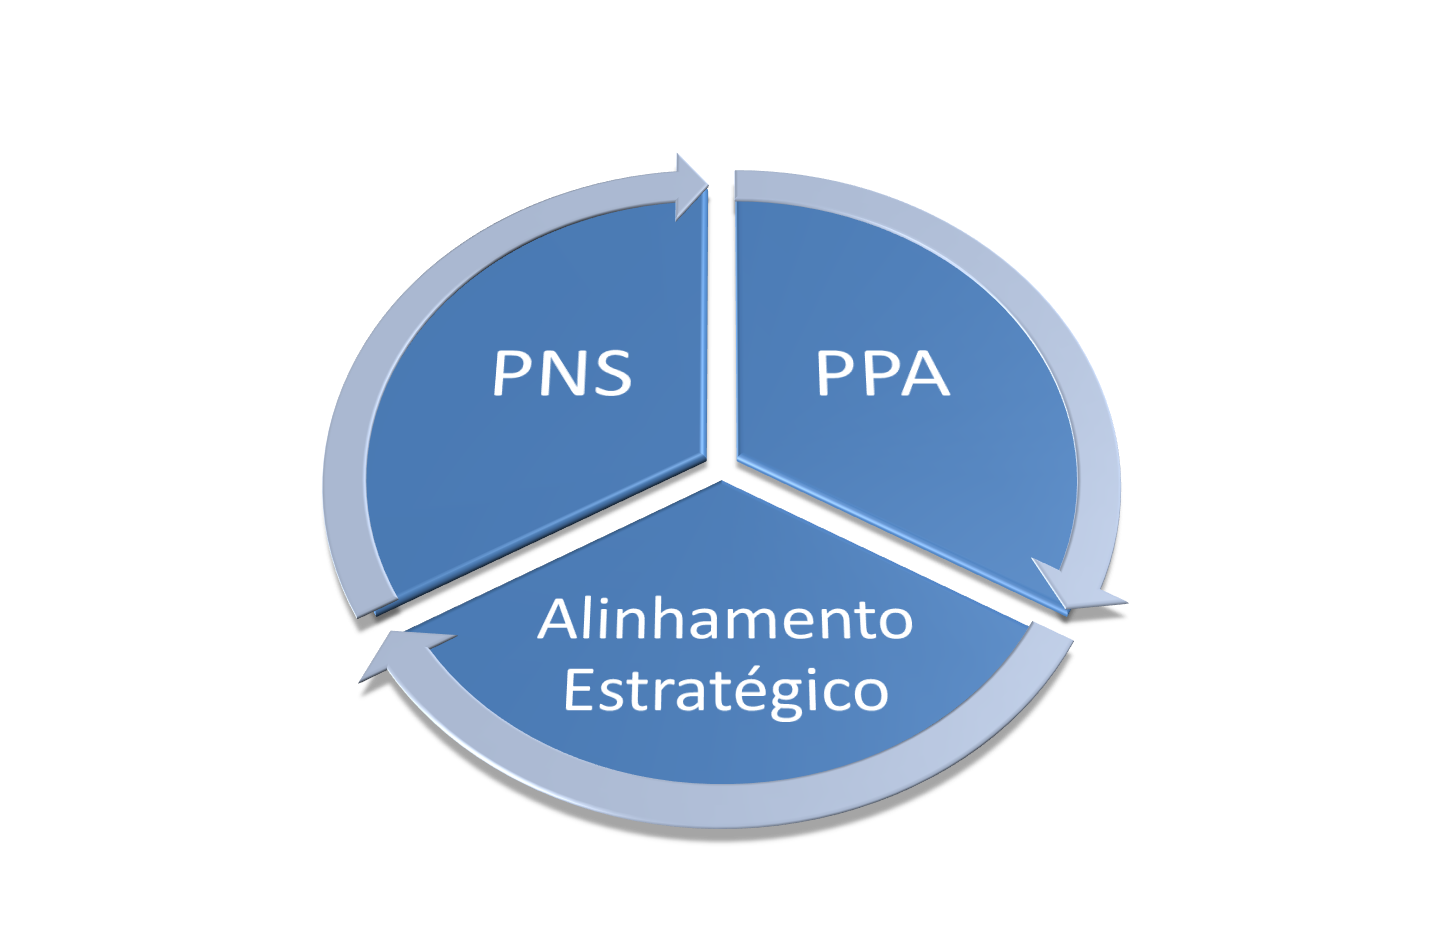 PNS
PPA
Alinhamento
Estratégico